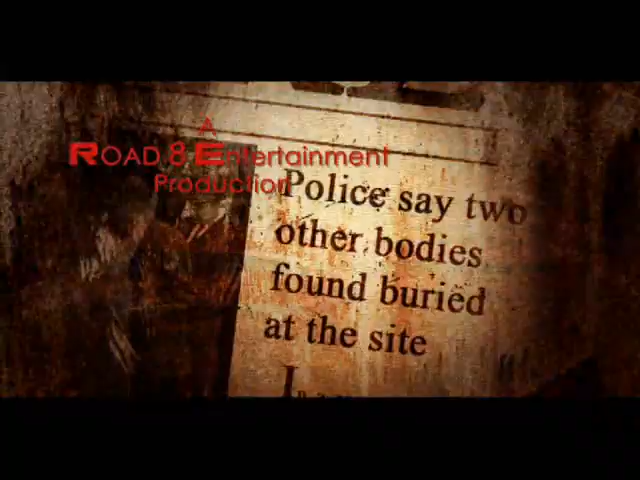 A
ROAD 8 ENtertainment
Production
Police say two
other bodies
found buried
at the site